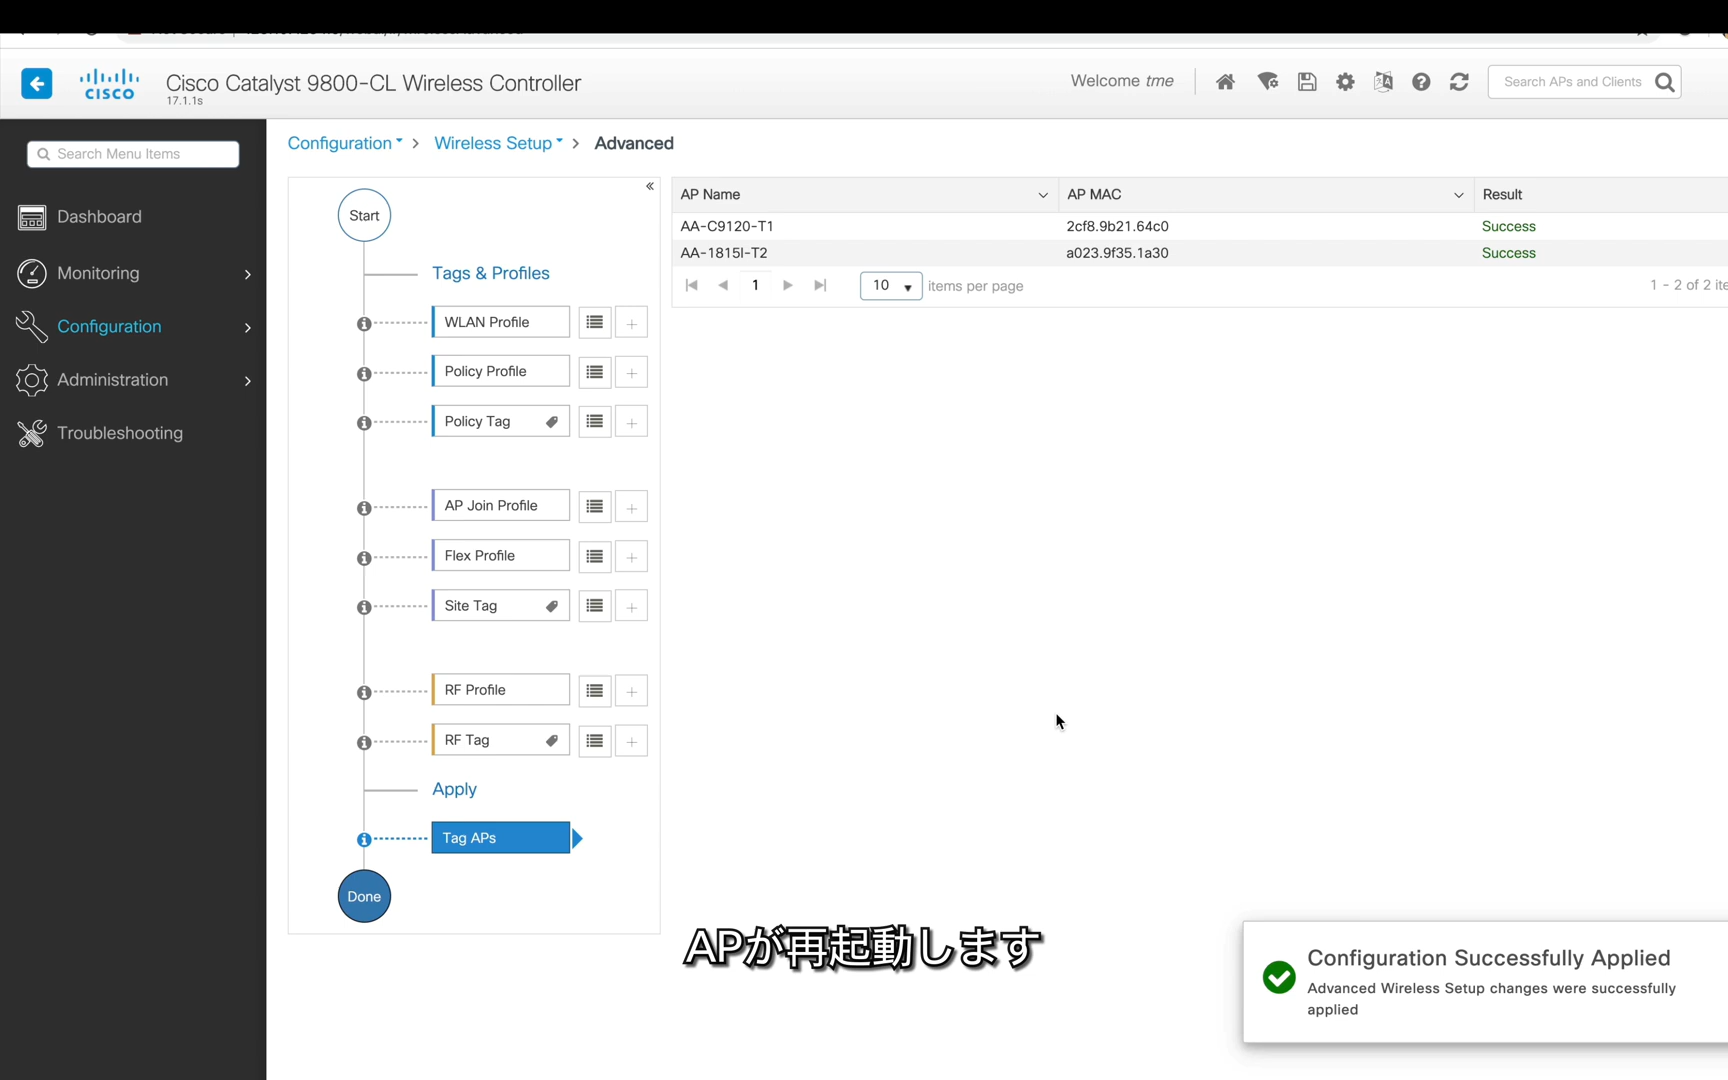 CISCO
Cisco Catalyst 9800-CL Wireless Controller
17.1.1s
Welcome tme
Search APs and Clients
Search Menu Items
Dashboard
Monitoring
Configuration
Administration
Troubleshooting
Configuration > Wireless Setup > Advanced
«
Start
Tags & Profiles
WLAN Profile
Policy Profile
Policy Tag
AP Join Profile
Flex Profile
Site Tag
RF Profile
RF Tag
Apply
Tag APs
Done
AP Name AP MAC Result
AA-C9120-T1 2cf8.9b21.64c0 Success
AA-1815I-T2 a023.9f35.1a30 Success
1 10 items per page 1 - 2 of 2 ite
APが再起動します
Configuration Successfully Applied
Advanced Wireless Setup changes were successfully
applied